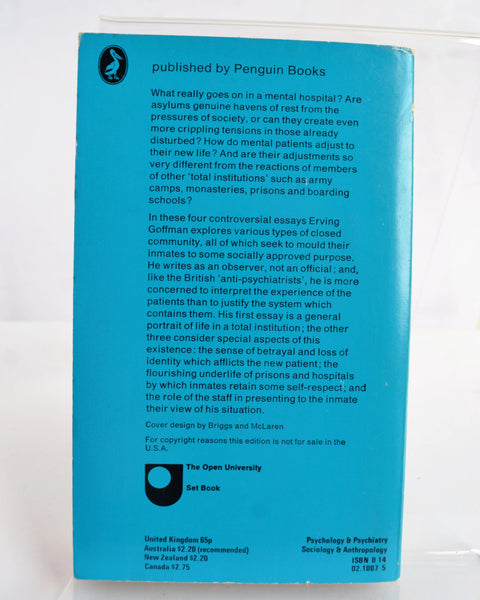 published by Penguin Books
What really goes on in a mental hospital? Are
asylums genuine havens of rest from the
pressures of society, or can they create even
more crippling tensions in those already
disturbed? How do mental patients adjust to
their new life? And are their adjustments so
very different from the reactions of members
of other 'total institutions' such as army
camps, monasteries, prisons and boarding
schools?
In these four controversial essays Erving
Goffman explores various types of closed
community, all of which seek to mould their
inmates to some socially approved purpose.
He writes as an observer, not an official; and,
like the British 'anti-psychiatrists', he is more
concerned to interpret the experience of the
patients than to justify the system which
contains them. His first essay is a general
portrait of life in a total institution; the other
three consider special aspects of this
existence: the sense of betrayal and loss of
identity which afflicts the new patient; the
flourishing underlife of prisons and hospitals
by which inmates retain some self-respect; and
the role of the staff in presenting to the inmate
their view of his situation.
Cover design by Briggs and McLaren
For copyright reasons this edition is not for sale in the
U.S.A.
The Open University
Set Book
United Kingdom 65p
Australia $2.20 (recommended)
New Zealand $2.20
Canada $2.75
Psychology & Psychiatry
Sociology & Anthropology
ISBN 0 14
02.1007 5